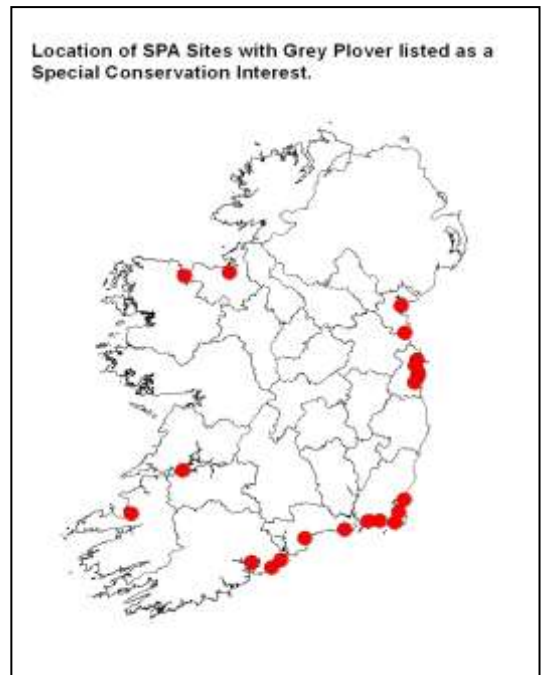 Location of SPA Sites with Grey Plover listed as a
Special Conservation Interest.